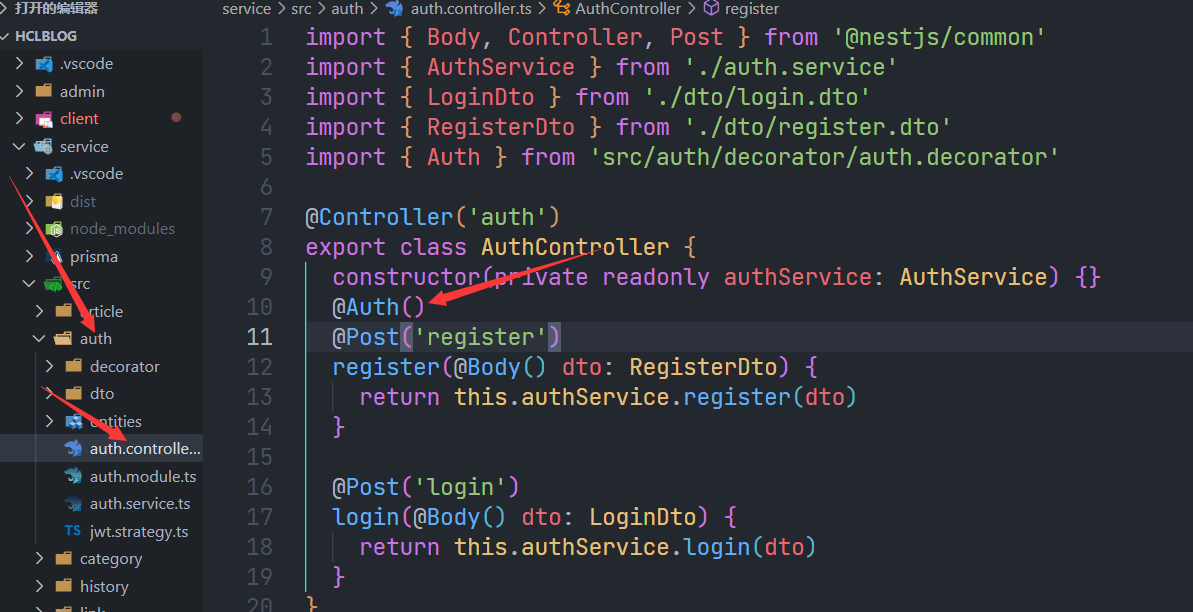 打开的编辑器
HCLBLOG
.vscode
admin
client
service
.vscode
dist
node_modules
prisma
src
article
auth
decorator
dto
entities
auth.controlle...
auth.module.ts
auth.service.ts
TS jwt.strategy.ts
category
history
link
service > src > auth > auth.controller.ts > AuthController > register
1 import { Body, Controller, Post } from '@nestjs/common'
2 import { AuthService } from './auth.service'
3 import { LoginDto } from './dto/login.dto'
4 import { RegisterDto } from './dto/register.dto'
5 import { Auth } from 'src/auth/decorator/auth.decorator'
6
7 @Controller('auth')
8 export class AuthController {
9 constructor(private readonly authService: AuthService) {}
10 @Auth()
11 @Post('register')
12 register(@Body() dto: RegisterDto) {
13 return this.authService.register(dto)
14 }
15
16 @Post('login')
17 login(@Body() dto: LoginDto) {
18 return this.authService.login(dto)
19 }
20 }